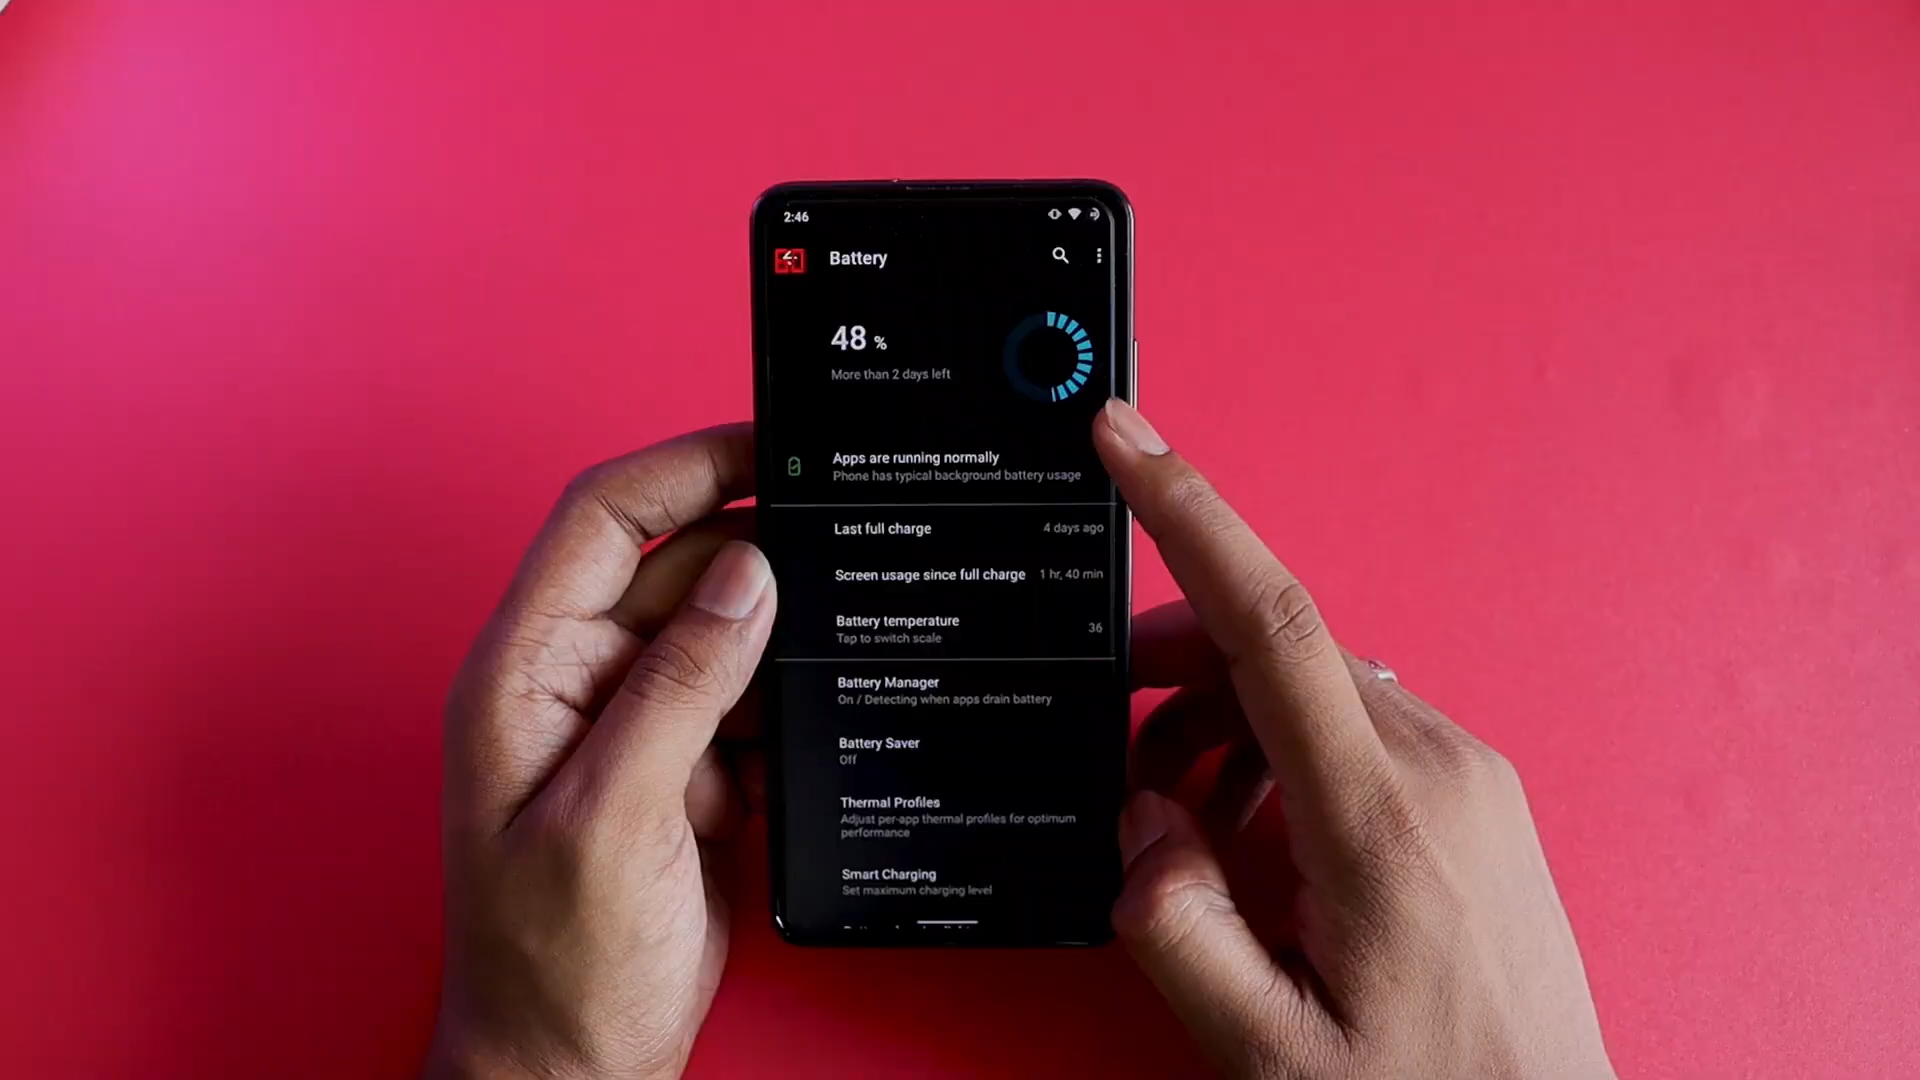 2:46
Battery
48 %
More than 2 days left
Apps are running normally
Phone has typical background battery usage
Last full charge 4 days ago
Screen usage since full charge 1 hr, 40 min
Battery temperature 36
Tap to switch scale
Battery Manager
On / Detecting when apps drain battery
Battery Saver
Off
Thermal Profiles
Adjust per-app thermal profiles for optimum
performance
Smart Charging
Set maximum charging level